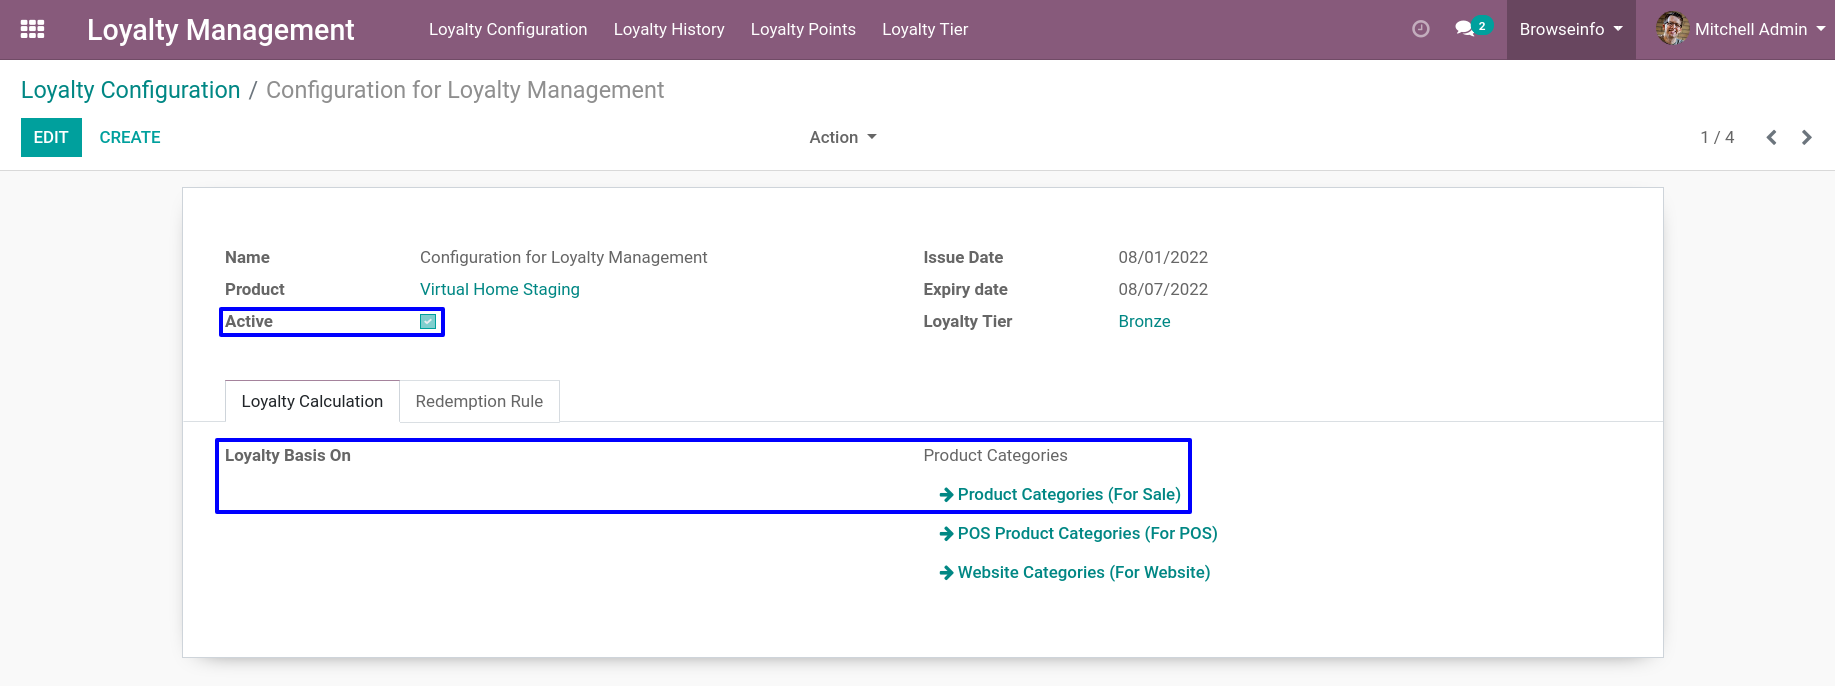 Loyalty Management Loyalty Configuration Loyalty History Loyalty Points Loyalty Tier 2 Browseinfo Mitchell Admin
Loyalty Configuration / Configuration for Loyalty Management
EDIT CREATE Action 1 / 4
Name Configuration for Loyalty Management Issue Date 08/01/2022
Product Virtual Home Staging Expiry date 08/07/2022
Active Loyalty Tier Bronze
Loyalty Calculation Redemption Rule
Loyalty Basis On Product Categories
Product Categories (For Sale)
POS Product Categories (For POS)
Website Categories (For Website)